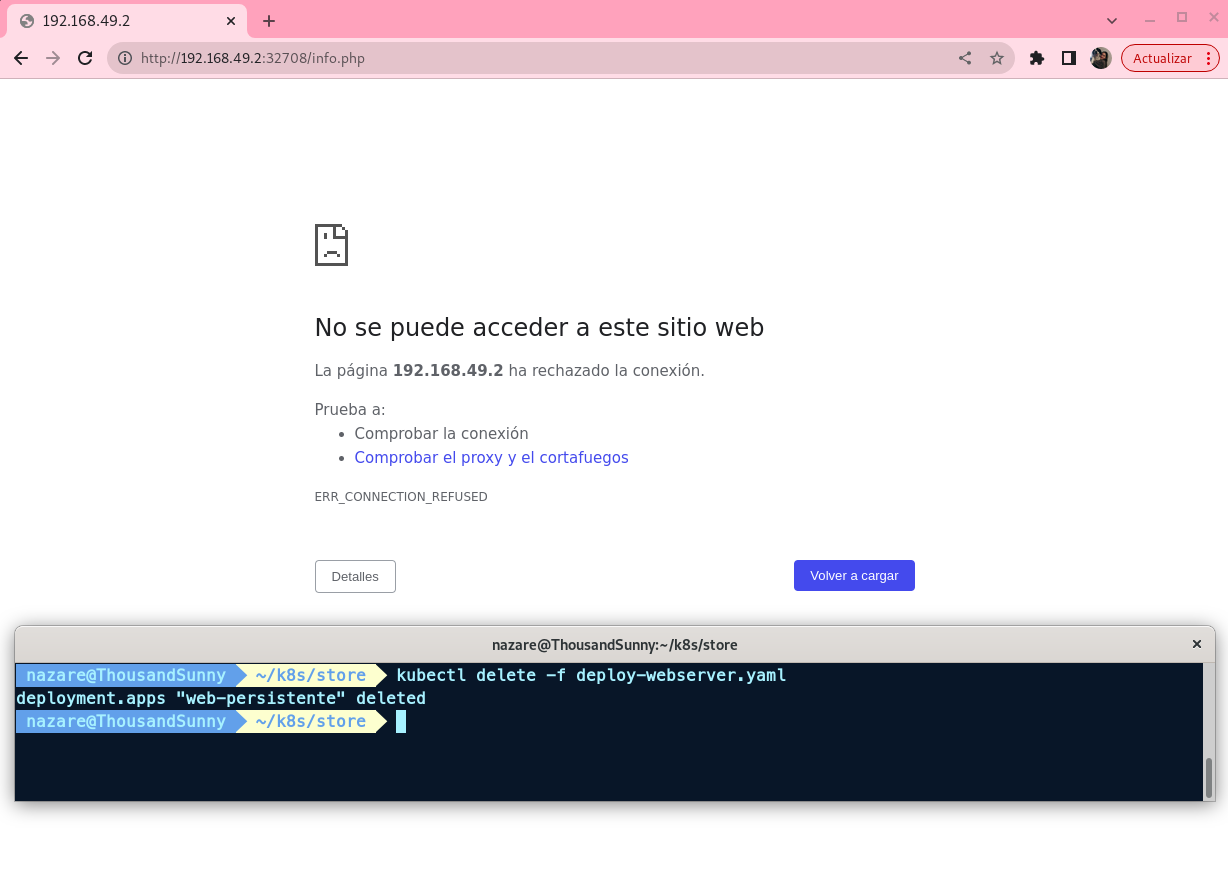 192.168.49.2
http://192.168.49.2:32708/info.php
Actualizar
No se puede acceder a este sitio web
La página 192.168.49.2 ha rechazado la conexión.
Prueba a:
Comprobar la conexión
Comprobar el proxy y el cortafuegos
ERR_CONNECTION_REFUSED
Detalles
Volver a cargar
nazare@ThousandSunny:~/k8s/store
nazare@ThousandSunny ~/k8s/store kubectl delete -f deploy-webserver.yaml
deployment.apps "web-persistente" deleted
nazare@ThousandSunny ~/k8s/store